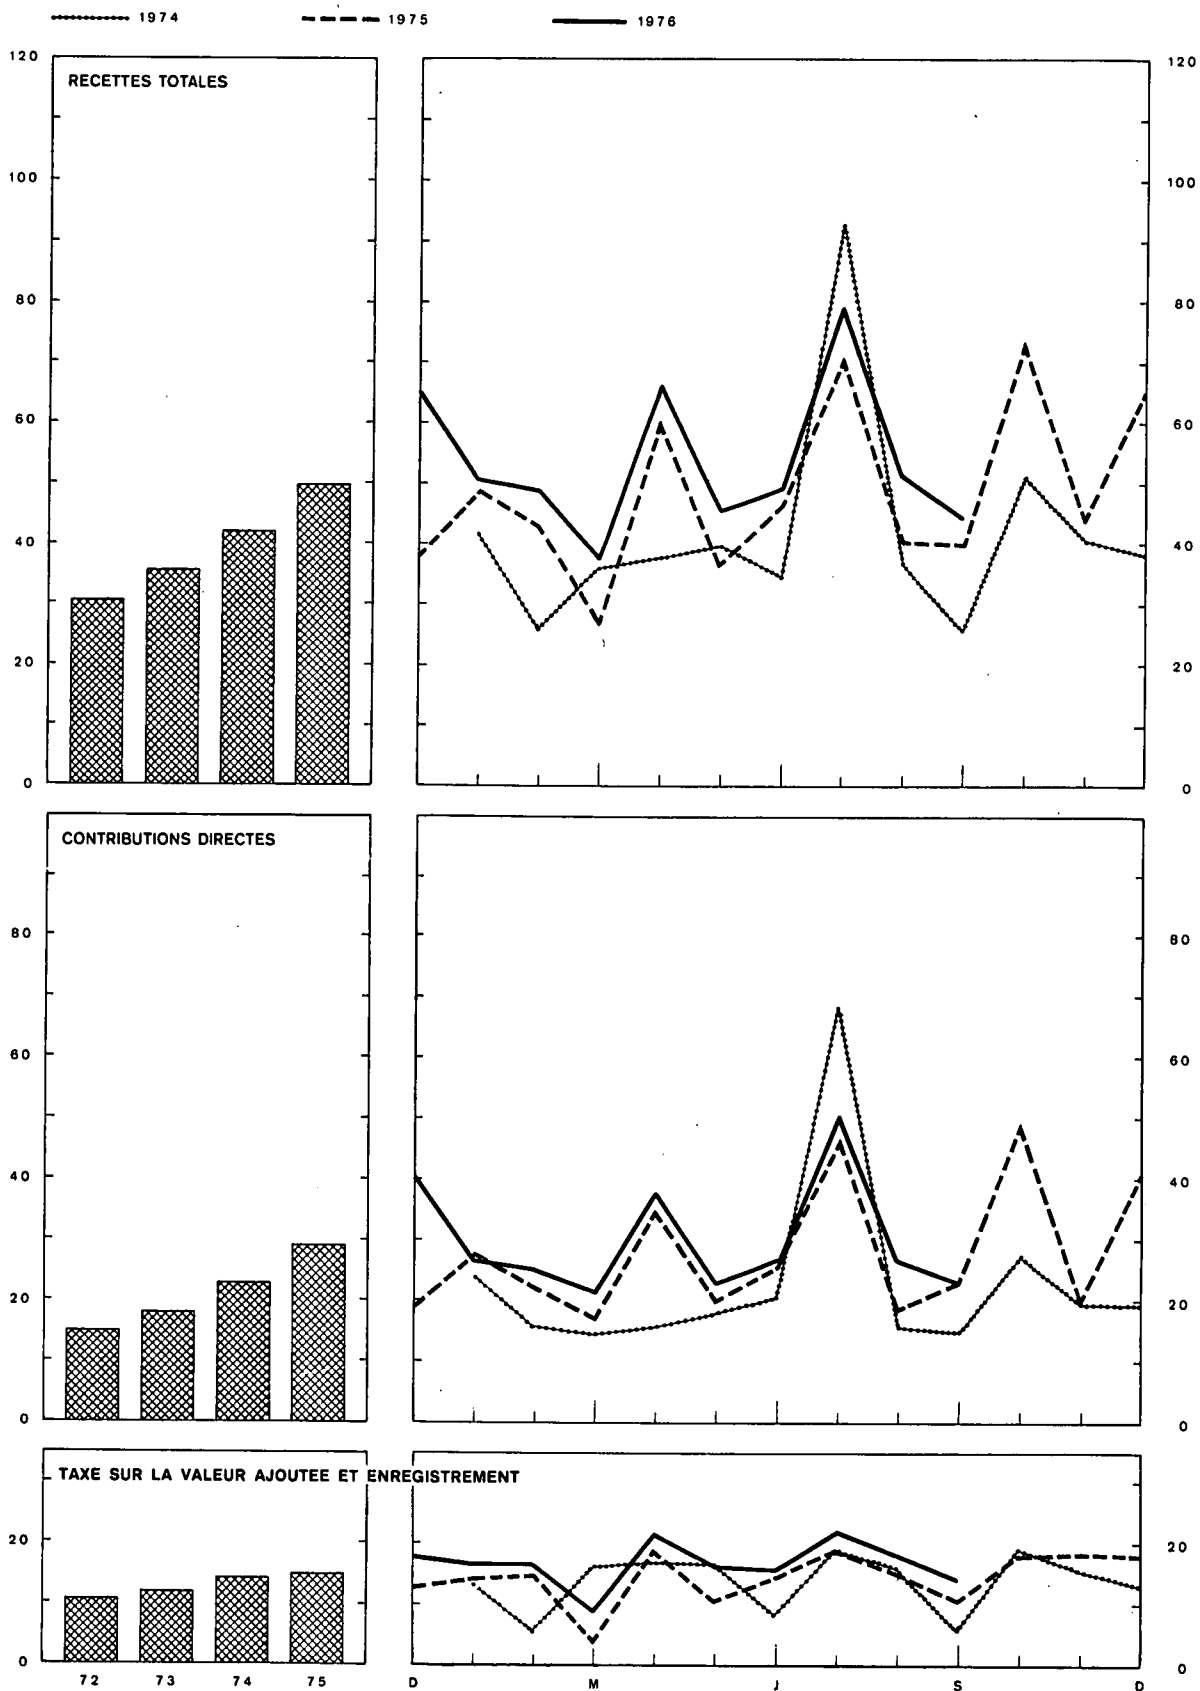 1974 1975 1976
120 120
RECETTES TOTALES
100 100
80 80
60 60
40 40
20 20
0 0
CONTRIBUTIONS DIRECTES
80 80
60 60
40 40
20 20
0 0
TAXE SUR LA VALEUR AJOUTEE ET ENREGISTREMENT
20 20
0 0
72 73 74 75 D M J S D